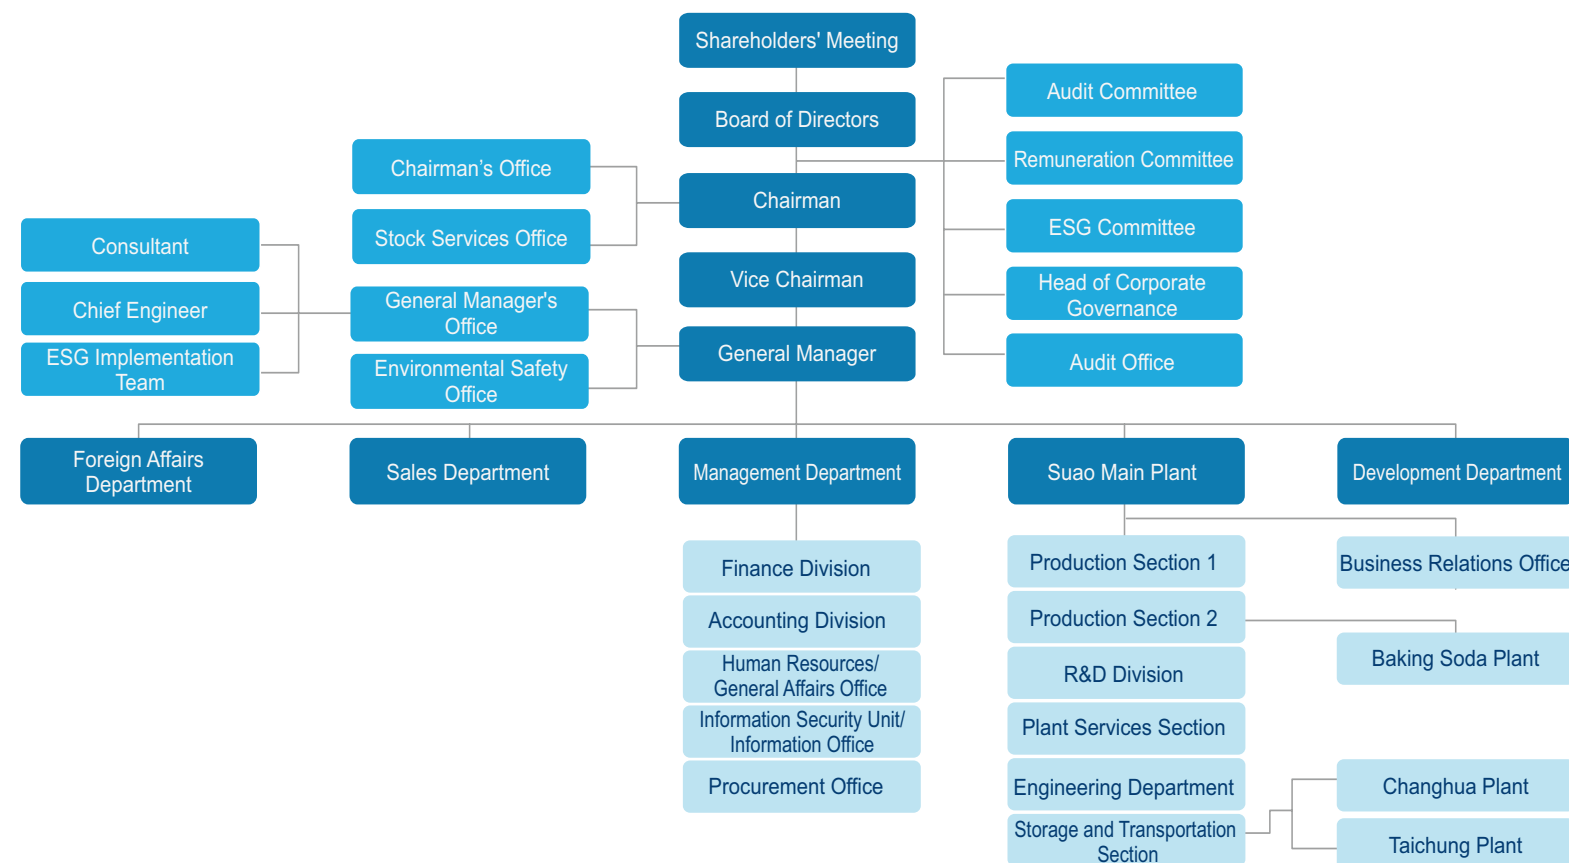 Shareholders' Meeting
Board of Directors
Audit Committee
Remuneration Committee
Chairman’s Office
Chairman
Stock Services Office
ESG Committee
Consultant
Vice Chairman
Head of Corporate
Governance
General Manager's
Office
Chief Engineer
General Manager
ESG Implementation
Team
Environmental Safety
Office
Audit Office
Foreign Affairs
Department
Sales Department
Management Department
Suao Main Plant
Development Department
Finance Division
Accounting Division
Human Resources/
General Affairs Office
Information Security Unit/
Information Office
Procurement Office
Production Section 1
Production Section 2
R&D Division
Plant Services Section
Engineering Department
Storage and Transportation
Section
Business Relations Office
Baking Soda Plant
Changhua Plant
Taichung Plant